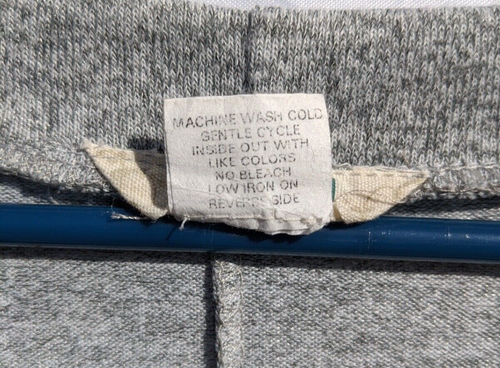 MACHINE WASH COLD
GENTLE CYCLE
INSIDE OUT WITH
LIKE COLORS
NO BLEACH
LOW IRON ON
REVERSE SIDE